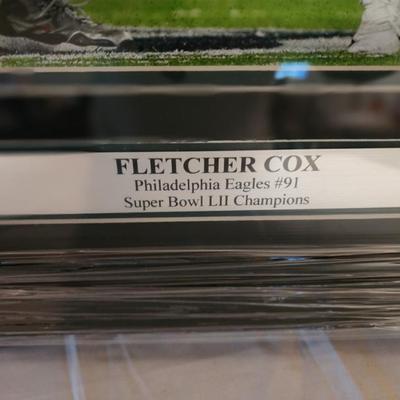 FLETCHER COX
Philadelphia Eagles #91
Super Bowl LII Champions